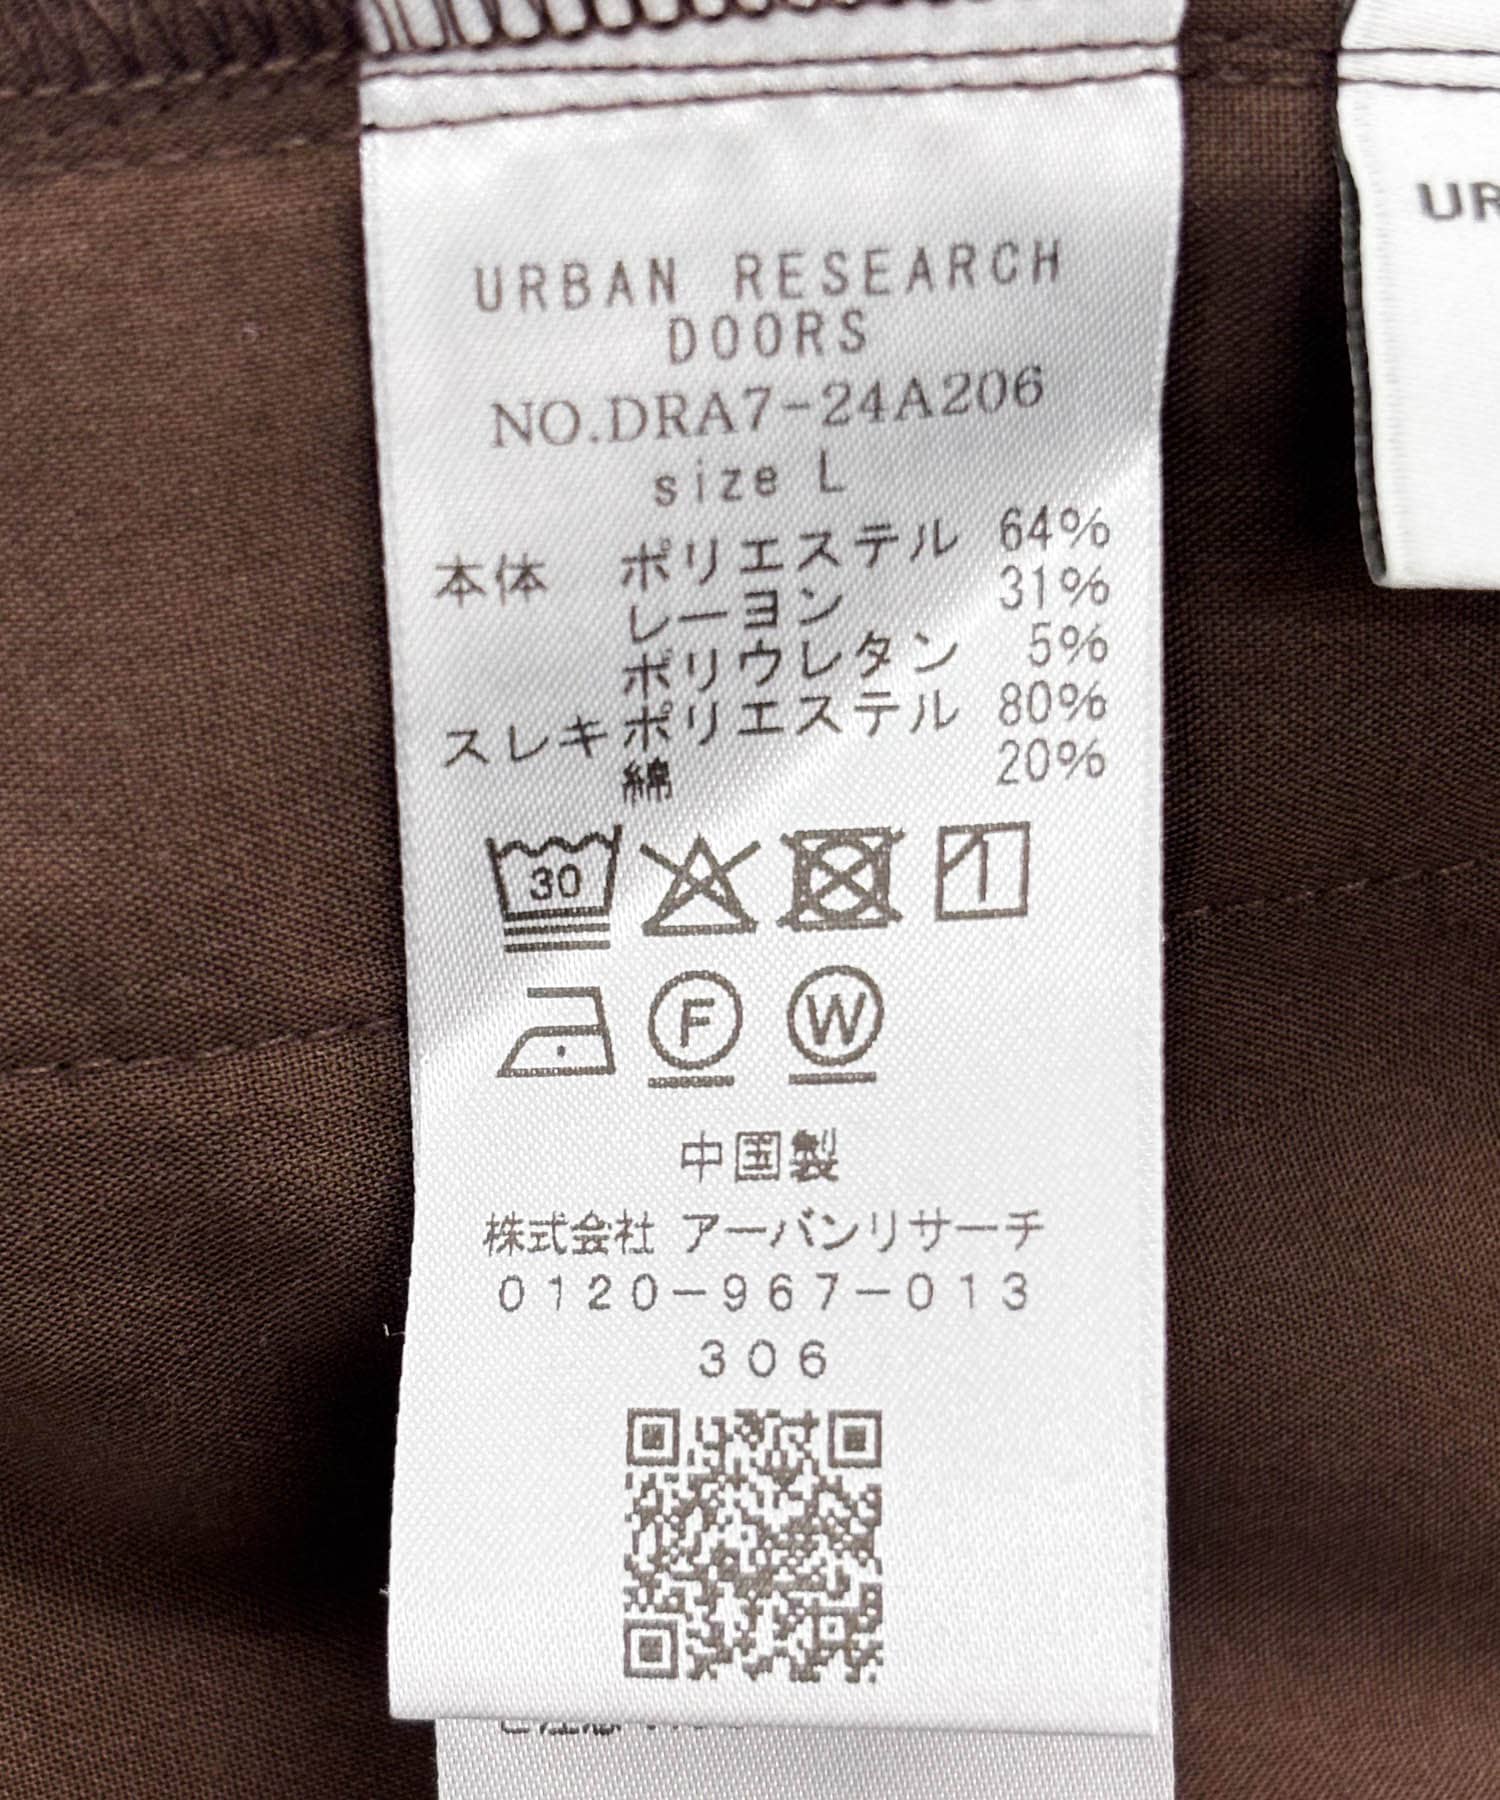 URBAN RESEARCH
DOORS
NO.DRA7-24A206
size L
本体 ポリエステル 64%
レーヨン 31%
ポリウレタン 5%
スレキ ポリエステル 80%
綿 20%
30
1
F W
中国製
株式会社 アーバンリサーチ
0120-967-013
306
UR